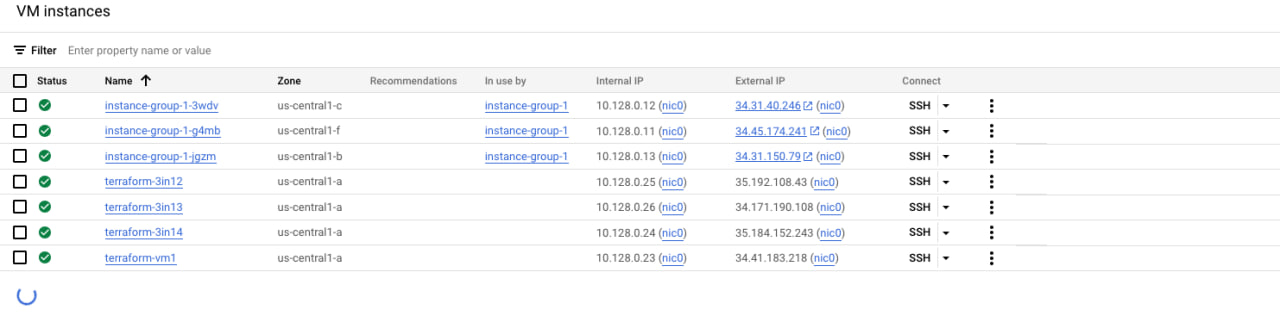 VM instances
Filter Enter property name or value
Status Name Zone Recommendations In use by Internal IP External IP Connect
instance-group-1-3wdv us-central1-c instance-group-1 10.128.0.12 (nic0) 34.31.40.246 (nic0) SSH
instance-group-1-g4mb us-central1-f instance-group-1 10.128.0.11 (nic0) 34.45.174.241 (nic0) SSH
instance-group-1-jgzm us-central1-b instance-group-1 10.128.0.13 (nic0) 34.31.150.79 (nic0) SSH
terraform-3in12 us-central1-a 10.128.0.25 (nic0) 35.192.108.43 (nic0) SSH
terraform-3in13 us-central1-a 10.128.0.26 (nic0) 34.171.190.108 (nic0) SSH
terraform-3in14 us-central1-a 10.128.0.24 (nic0) 35.184.152.243 (nic0) SSH
terraform-vm1 us-central1-a 10.128.0.23 (nic0) 34.41.183.218 (nic0) SSH